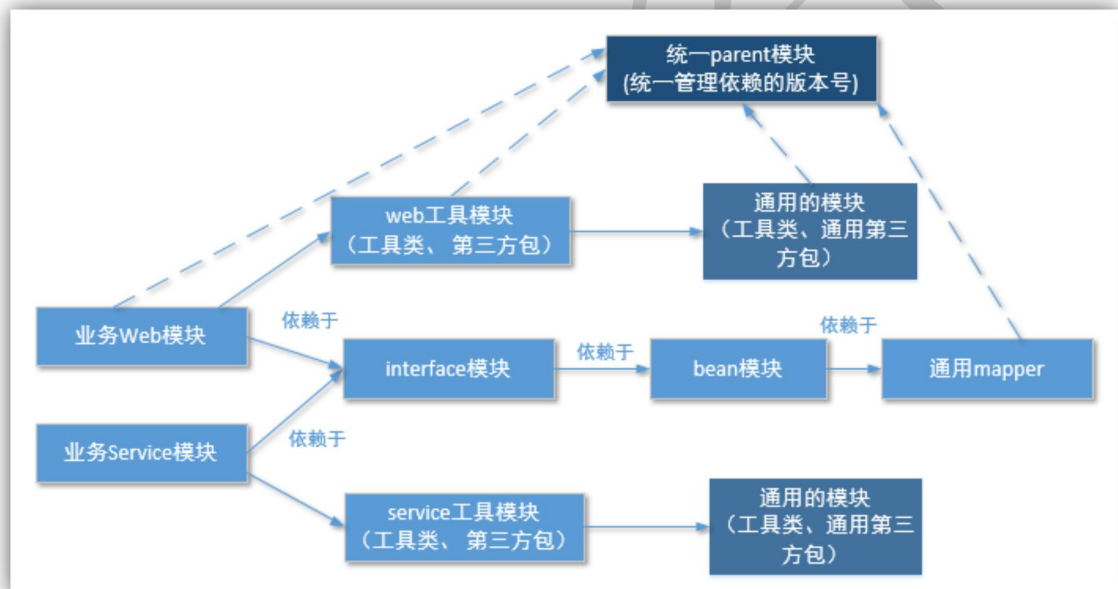 统一parent模块
(统一管理依赖的版本号)
web工具模块
（工具类、 第三方包）
通用的模块
（工具类、通用第三
方包）
业务Web模块
依赖于
interface模块
依赖于
bean模块
依赖于
通用mapper
业务Service模块
依赖于
service工具模块
（工具类、 第三方包）
通用的模块
（工具类、通用第三
方包）